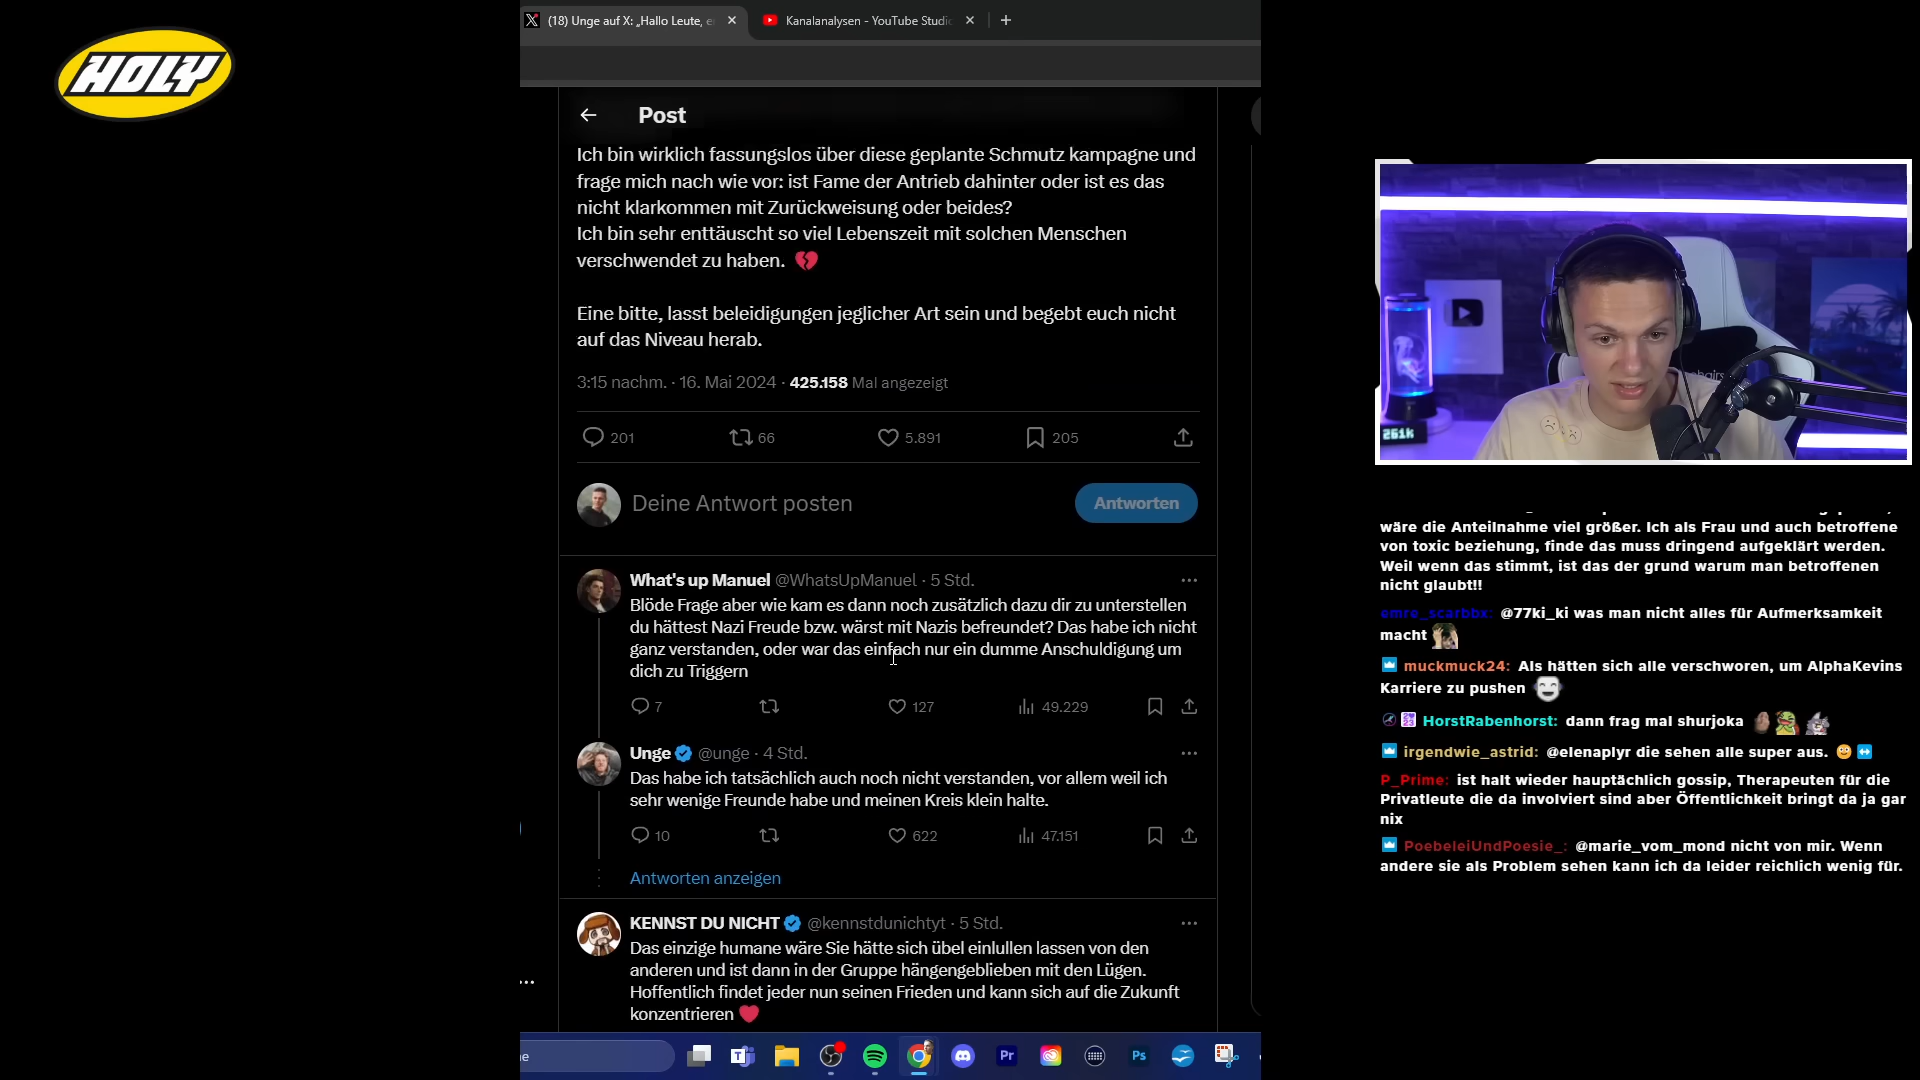 HOLY
(18) Unge auf X: „Hallo Leute, e
Kanalanalysen - YouTube Studio
Post
Ich bin wirklich fassungslos über diese geplante Schmutz kampagne und
frage mich nach wie vor: ist Fame der Antrieb dahinter oder ist es das
nicht klarkommen mit Zurückweisung oder beides?
Ich bin sehr enttäuscht so viel Lebenszeit mit solchen Menschen
verschwendet zu haben. 💔
Eine bitte, lasst beleidigungen jeglicher Art sein und begebt euch nicht
auf das Niveau herab.
3:15 nachm. · 16. Mai 2024 · 425.158 Mal angezeigt
201 66 5.891 205
Deine Antwort posten
Antworten
What's up Manuel @WhatsUpManuel · 5 Std.
Blöde Frage aber wie kam es dann noch zusätzlich dazu dir zu unterstellen
du hättest Nazi Freude bzw. wärst mit Nazis befreundet? Das habe ich nicht
ganz verstanden, oder war das einfach nur ein dumme Anschuldigung um
dich zu Triggern
7 127 49.229
Unge @unge · 4 Std.
Das habe ich tatsächlich auch noch nicht verstanden, vor allem weil ich
sehr wenige Freunde habe und meinen Kreis klein halte.
10 622 47.151
Antworten anzeigen
KENNST DU NICHT @kennstdunichtyt · 5 Std.
Das einzige humane wäre Sie hätte sich übel einlullen lassen von den
anderen und ist dann in der Gruppe hängengeblieben mit den Lügen.
Hoffentlich findet jeder nun seinen Frieden und kann sich auf die Zukunft
konzentrieren ❤️
e
Pr
Ps
261k
wäre die Anteilnahme viel größer. Ich als Frau und auch betroffene
von toxic beziehung, finde das muss dringend aufgeklärt werden.
Weil wenn das stimmt, ist das der grund warum man betroffenen
nicht glaubt!!
emre_scarbbx: @77ki_ki was man nicht alles für Aufmerksamkeit
macht
muckmuck24: Als hätten sich alle verschworen, um AlphaKevins
Karriere zu pushen
HorstRabenhorst: dann frag mal shurjoka
irgendwie_astrid: @elenaplyr die sehen alle super aus.
P_Prime: ist halt wieder hauptächlich gossip, Therapeuten für die
Privatleute die da involviert sind aber Öffentlichkeit bringt da ja gar
nix
PoebeleiUndPoesie_: @marie_vom_mond nicht von mir. Wenn
andere sie als Problem sehen kann ich da leider reichlich wenig für.